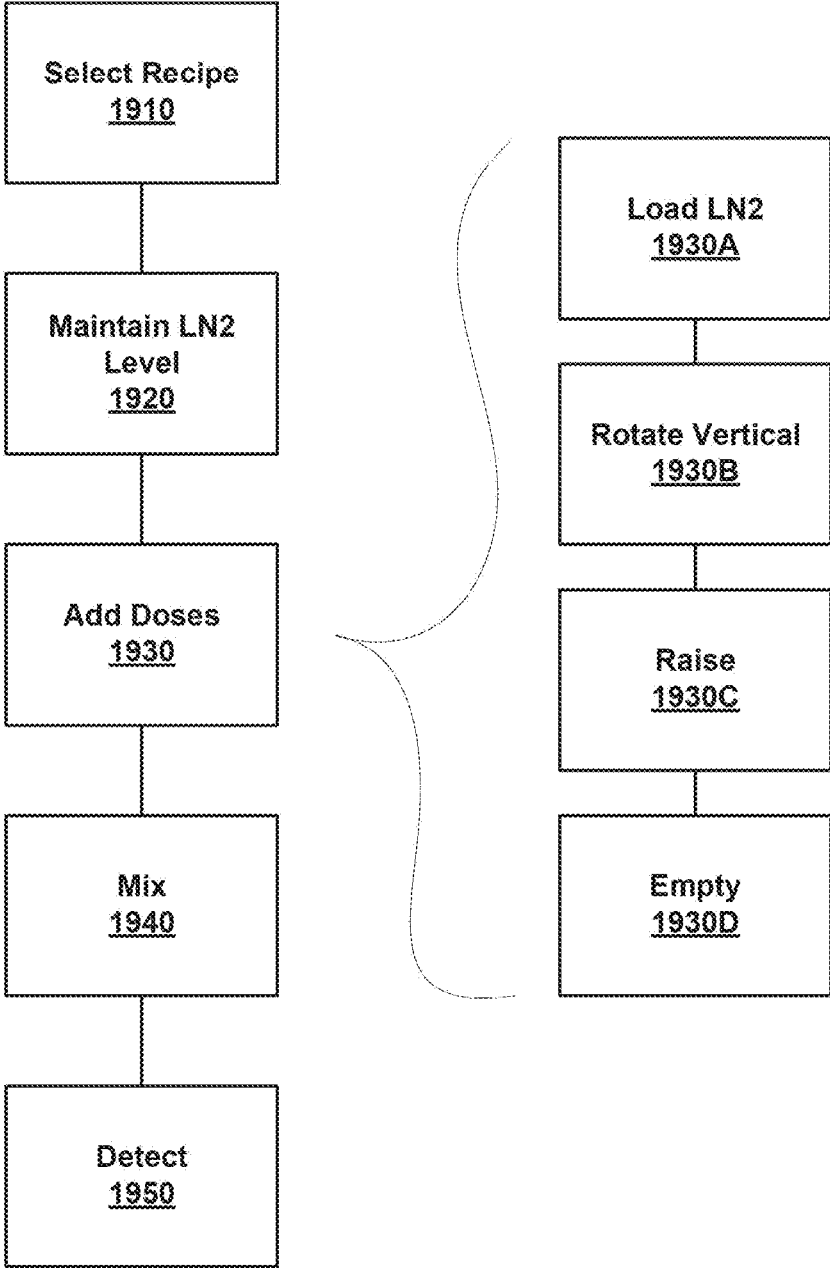 Select Recipe
1910
Maintain LN2
Level
1920
Add Doses
1930
Mix
1940
Detect
1950
Load LN2
1930A
Rotate Vertical
1930B
Raise
1930C
Empty
1930D